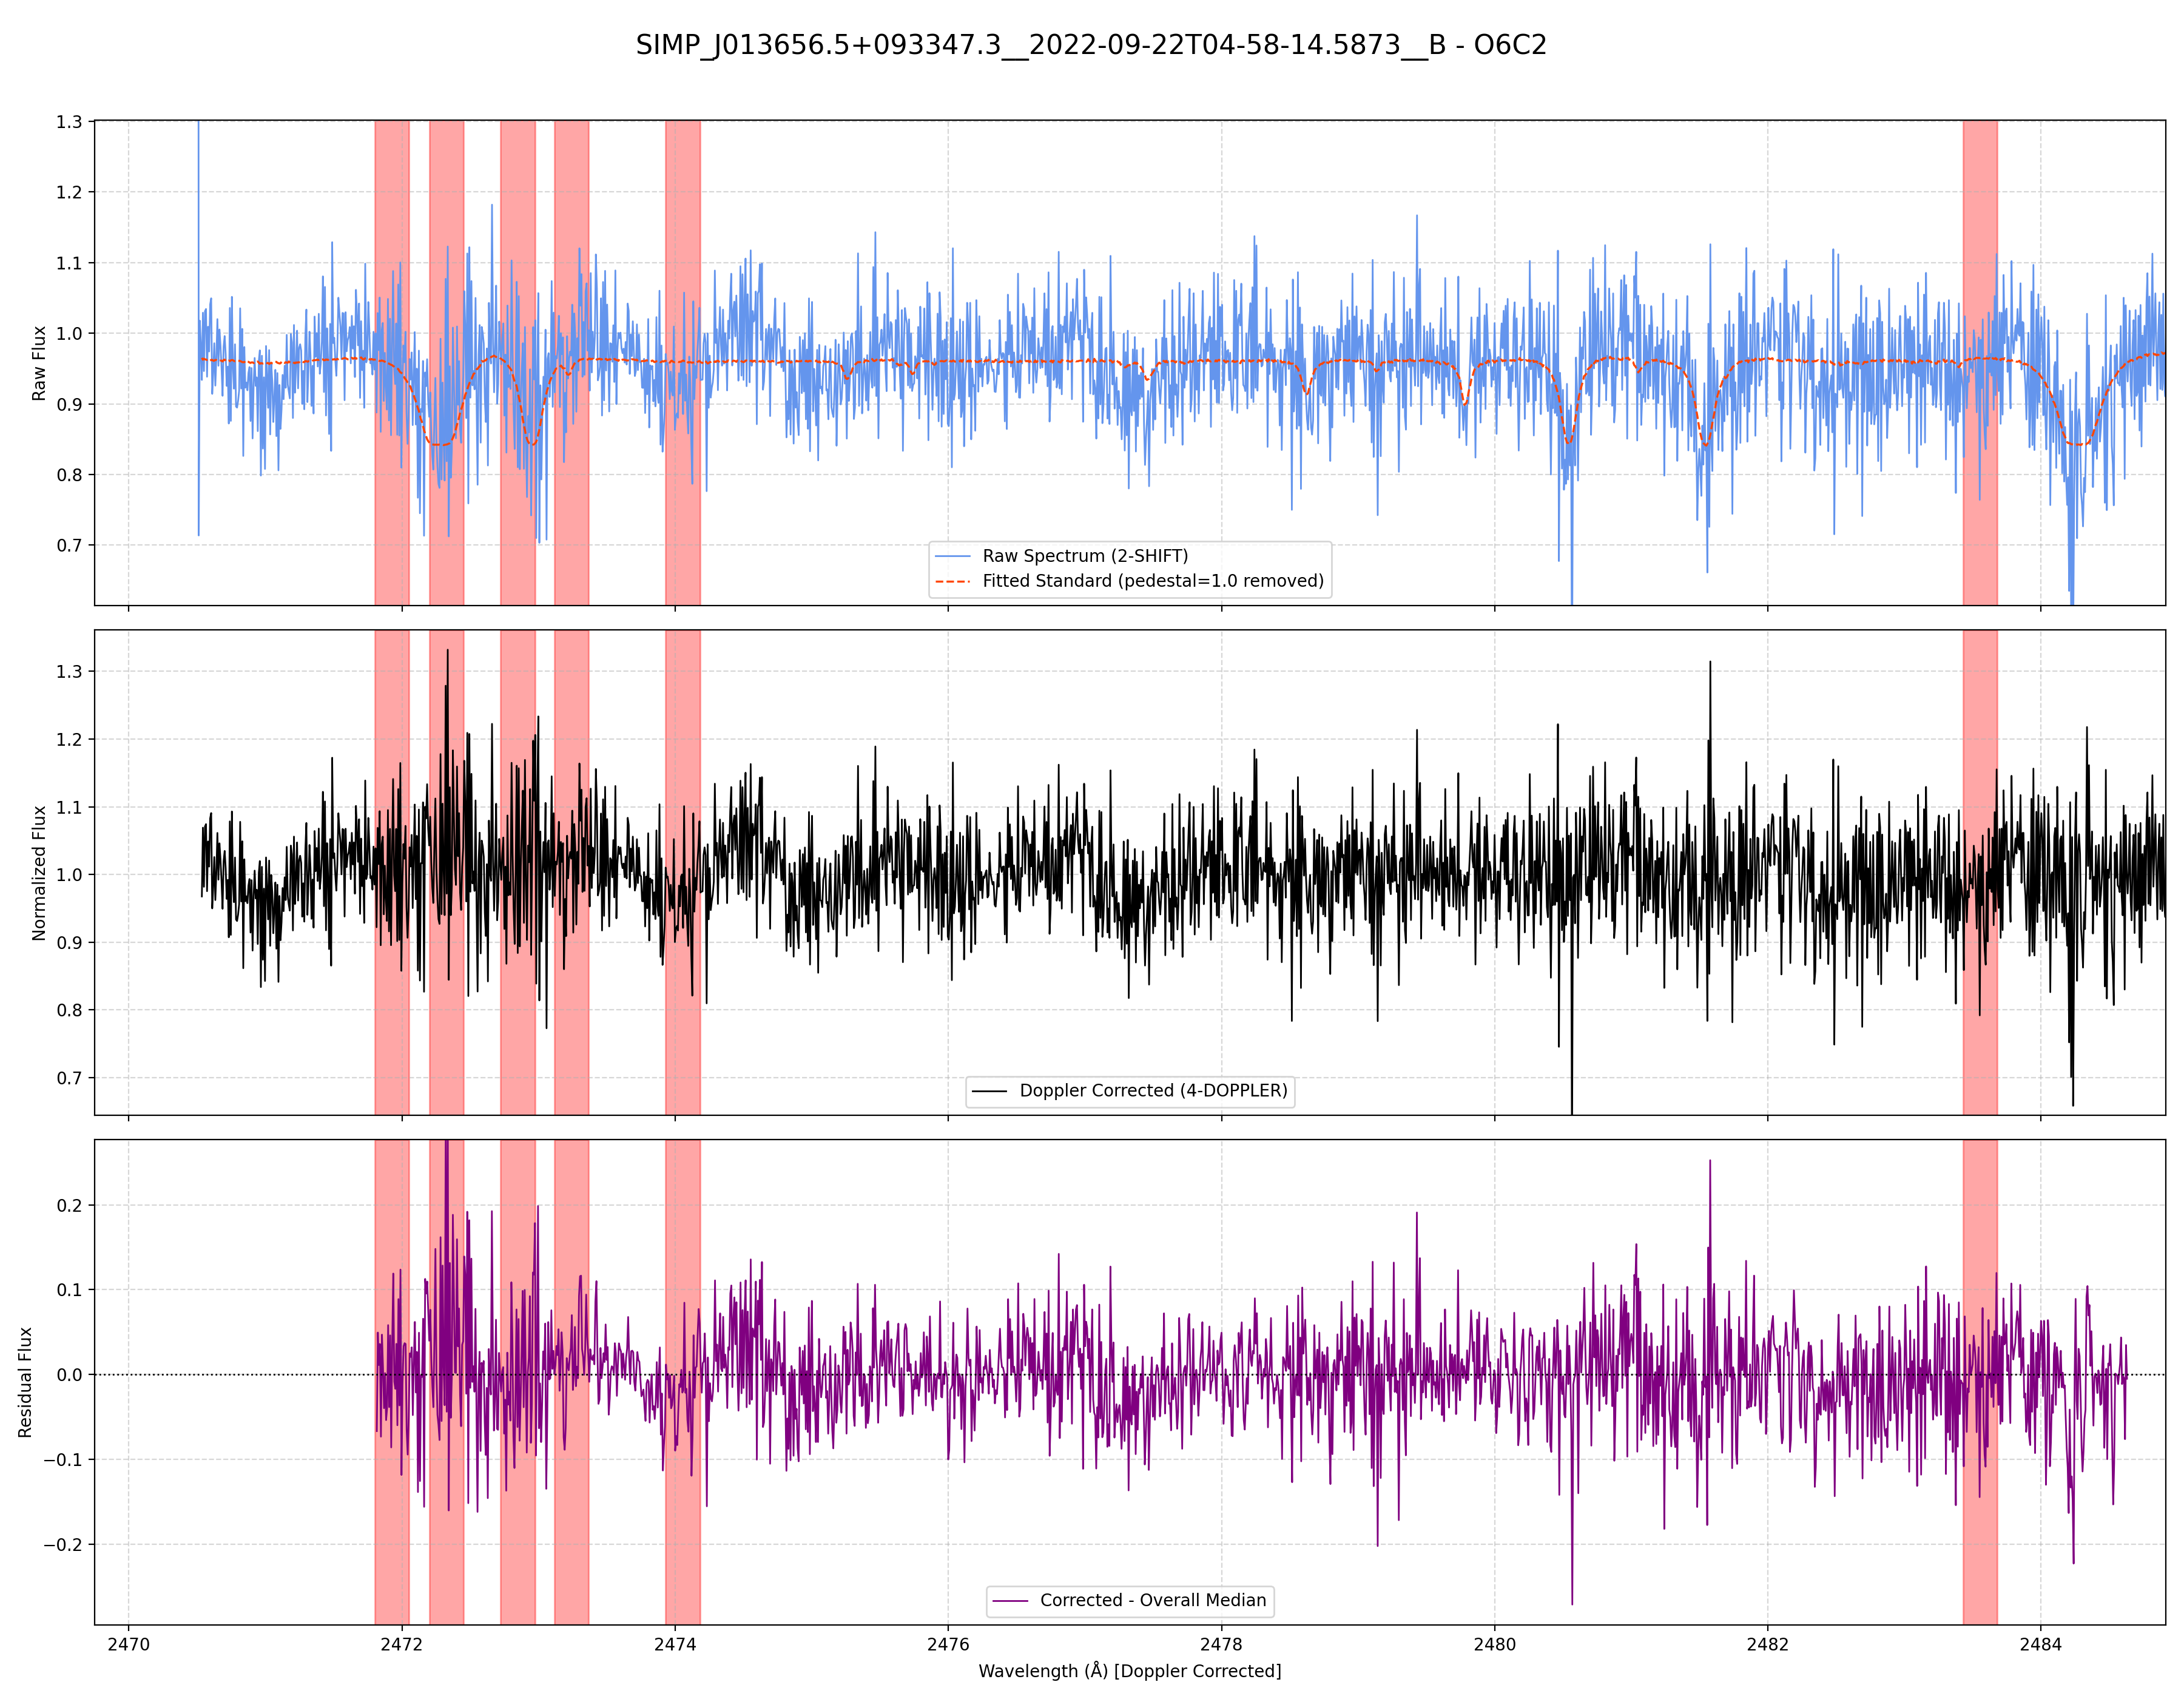 SIMP_J013656.5+093347.3__2022-09-22T04-58-14.5873__B - O6C2
1.3
1.2
1.1
1.0
0.9
0.8
0.7
Raw Flux
Raw Spectrum (2-SHIFT)
Fitted Standard (pedestal=1.0 removed)
1.3
1.2
1.1
1.0
0.9
0.8
0.7
Normalized Flux
Doppler Corrected (4-DOPPLER)
0.2
0.1
0.0
−0.1
−0.2
Residual Flux
Corrected - Overall Median
2470 2472 2474 2476 2478 2480 2482 2484
Wavelength (Å) [Doppler Corrected]